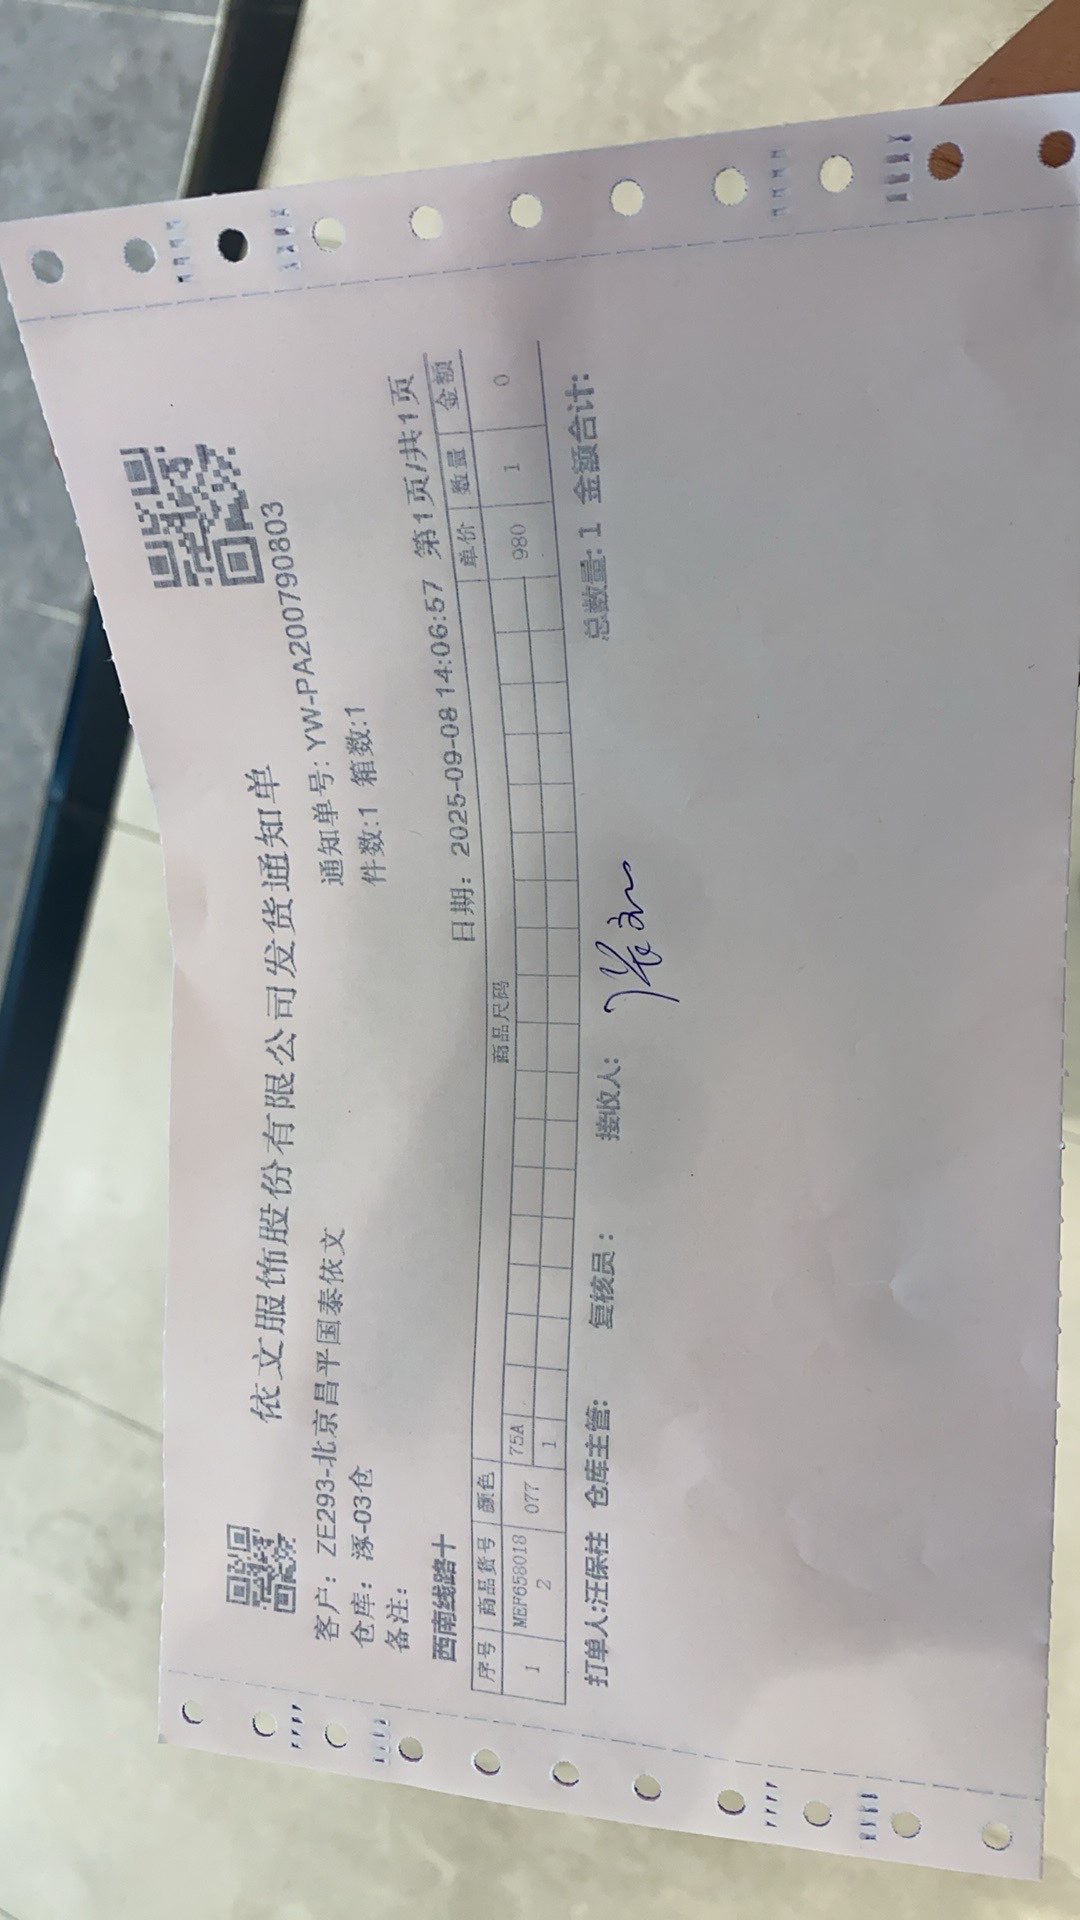 依文服饰股份有限公司发货通知单
客户：ZE293-北京昌平国泰依文
通知单号:YW-PA200790803
仓库：涿-03仓
件数:1 箱数:1
备注:
西南线路十
日期：2025-09-08 14:06:57 第1页/共1页
序号 商品货号 颜色 商品尺码 单价 数量 金额
75A
1 MEF6580182 077 1 980 1 0
总数量:1 金额合计:
打单人:汪保柱 仓库主管: 复核员： 接收人: